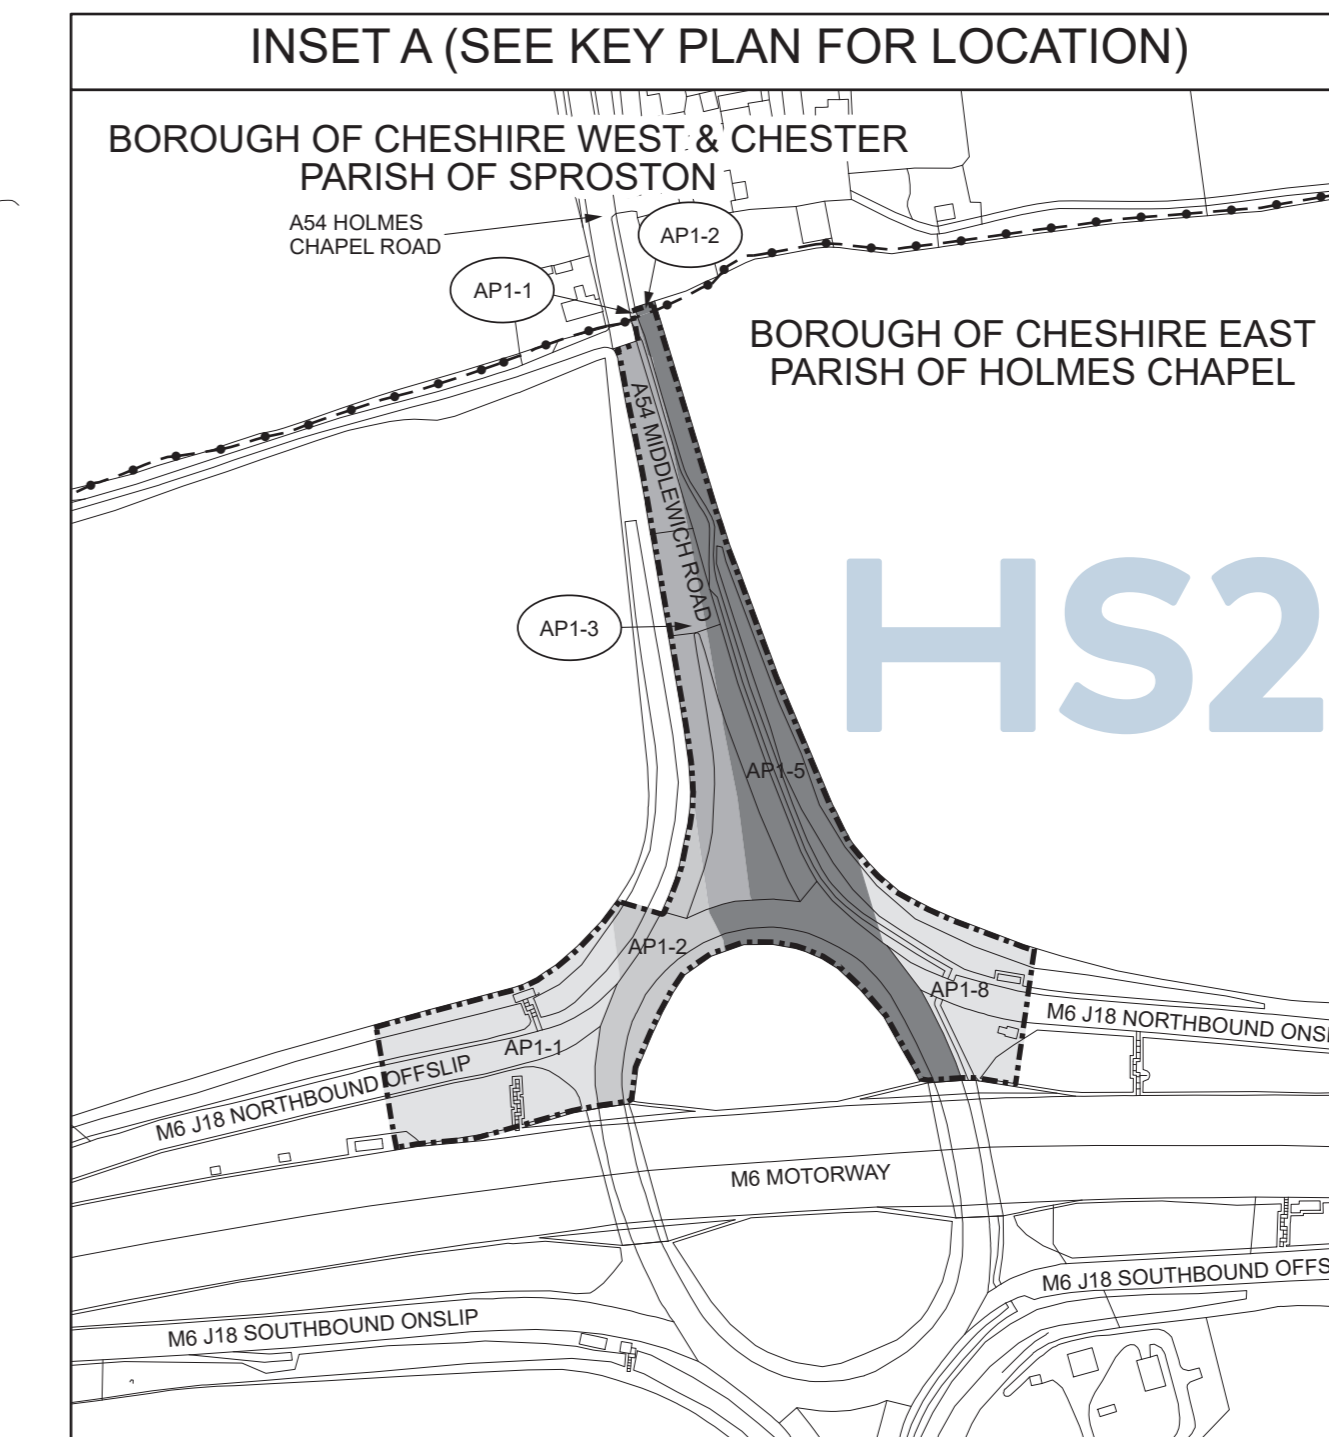 INSET A (SEE KEY PLAN FOR LOCATION)
BOROUGH OF CHESHIRE WEST & CHESTER
PARISH OF SPROSTON
A54 HOLMES
CHAPEL ROAD
AP1-2
AP1-1
BOROUGH OF CHESHIRE EAST
PARISH OF HOLMES CHAPEL
A54 MIDDLEWICH ROAD
HS2
AP1-3
AP1-5
AP1-2
AP1-8
M6 J18 NORTHBOUND ONS
AP1-1
M6 J18 NORTHBOUND OFFSLIP
M6 MOTORWAY
M6 J18 SOUTHBOUND OFFS
M6 J18 SOUTHBOUND ONSLIP